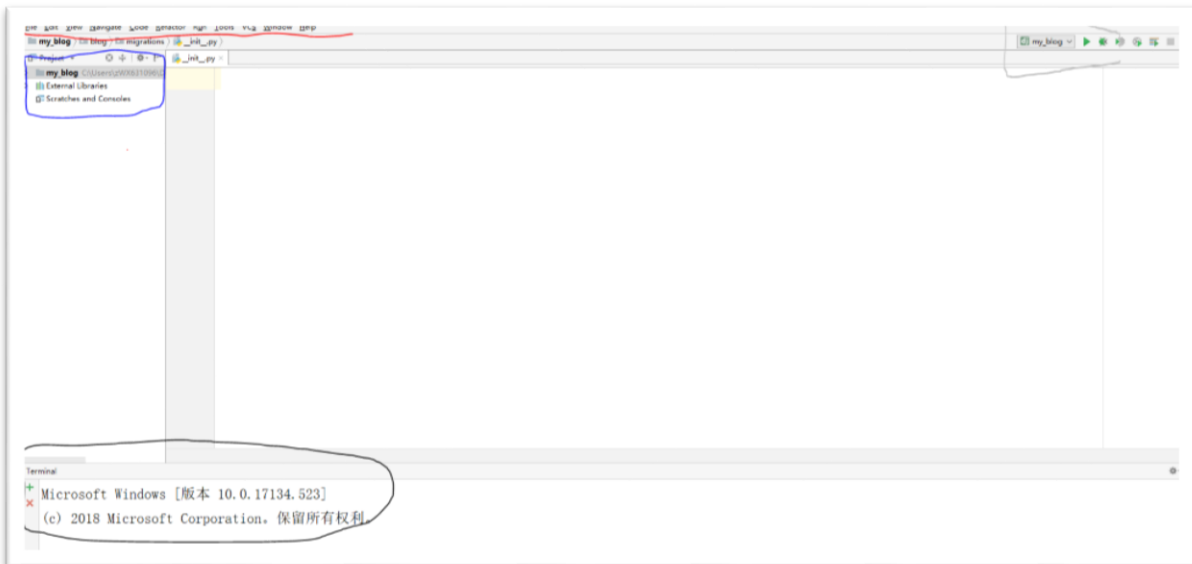 File Edit View Navigate Code Refactor Run Tools VCS Window Help
my_blog blog migrations __init__.py
my_blog
Project
__init__.py
my_blog
External Libraries
Scratches and Consoles
Terminal
Microsoft Windows [版本 10.0.17134.523]
(c) 2018 Microsoft Corporation。保留所有权利。